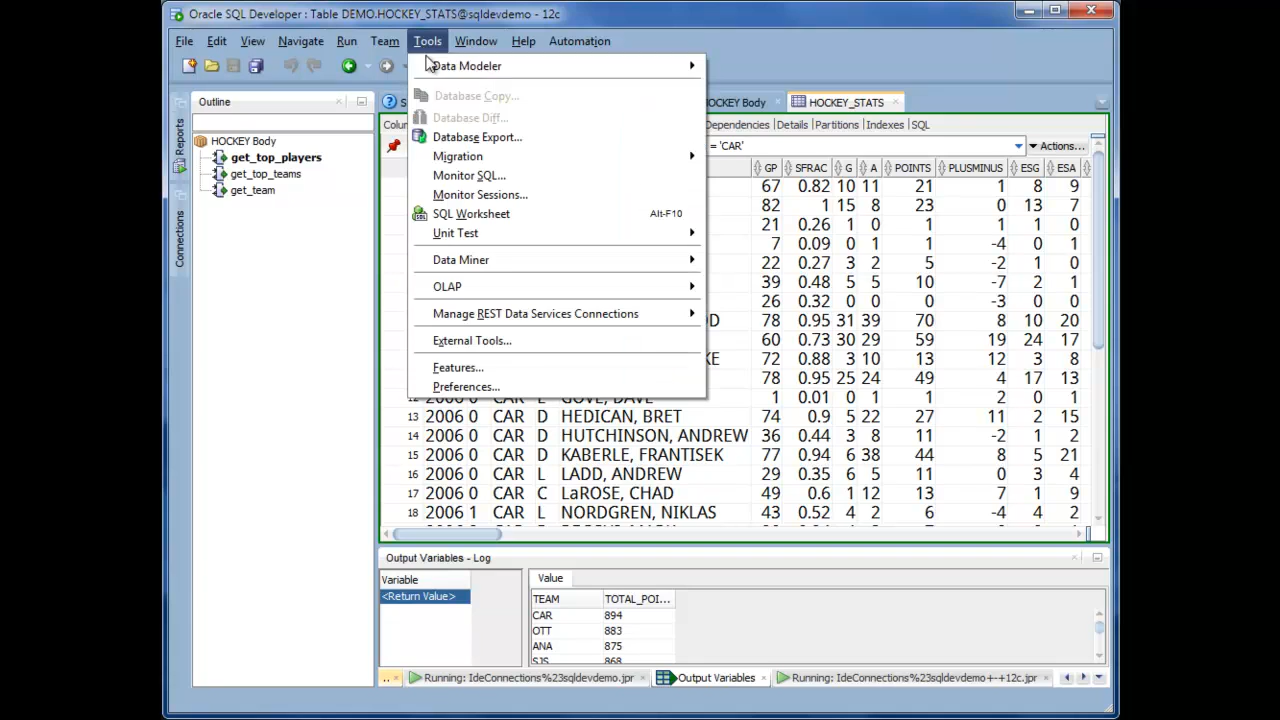 Oracle SQL Developer : Table DEMO.HOCKEY_STATS@sqldevdemo - 12c
File Edit View Navigate Run Team Tools Window Help Automation
Data Modeler
Database Copy...
Database Diff...
Database Export...
Migration
Monitor SQL...
Monitor Sessions...
SQL Worksheet Alt-F10
Unit Test
Data Miner
OLAP
Manage REST Data Services Connections
External Tools...
Features...
Preferences...
Reports
Connections
Outline
HOCKEY Body
get_top_players
get_top_teams
get_team
HOCKEY Body HOCKEY_STATS
Details Partitions Indexes SQL
= 'CAR' Actions...
GP SFRAC G A POINTS PLUSMINUS ESG ESA
67 0.82 10 11 21 1 8 9
82 1 15 8 23 0 13 7
21 0.26 1 0 1 1 1 0
7 0.09 0 1 1 -4 0 1
22 0.27 3 2 5 -2 1 0
39 0.48 5 5 10 -7 2 1
26 0.32 0 0 0 -3 0 0
78 0.95 31 39 70 8 10 20
60 0.73 30 29 59 19 24 17
72 0.88 3 10 13 12 3 8
78 0.95 25 24 49 4 17 13
12 2006 0 CAR L GOVE, DAVE 1 0.01 0 1 1 2 0 1
13 2006 0 CAR D HEDICAN, BRET 74 0.9 5 22 27 11 2 15
14 2006 0 CAR D HUTCHINSON, ANDREW 36 0.44 3 8 11 -2 1 2
15 2006 0 CAR D KABERLE, FRANTISEK 77 0.94 6 38 44 8 5 21
16 2006 0 CAR L LADD, ANDREW 29 0.35 6 5 11 0 3 4
17 2006 0 CAR C LaROSE, CHAD 49 0.6 1 12 13 7 1 9
18 2006 1 CAR L NORDGREN, NIKLAS 43 0.52 4 2 6 -4 4 2
Output Variables - Log
Variable
<Return Value>
Value
TEAM TOTAL_POI...
CAR 894
OTT 883
ANA 875
SJS 868
.. Running: IdeConnections%23sqldevdemo.jpr Output Variables Running: IdeConnections%23sqldevdemo+-+12c.jpr